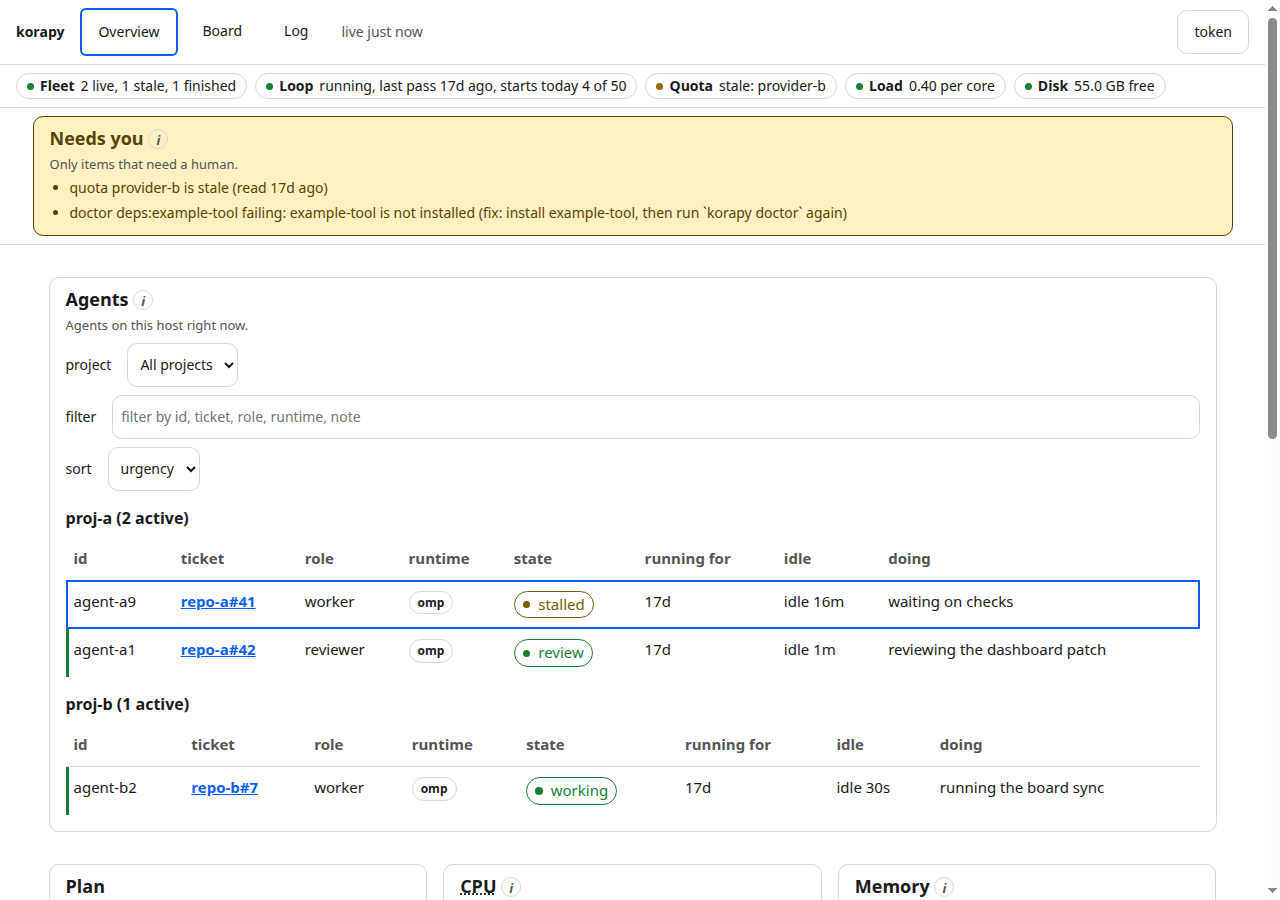 korapy Overview Board Log live just now token
Fleet 2 live, 1 stale, 1 finished Loop running, last pass 17d ago, starts today 4 of 50 Quota stale: provider-b Load 0.40 per core Disk 55.0 GB free
Needs you i
Only items that need a human.
• quota provider-b is stale (read 17d ago)
• doctor deps:example-tool failing: example-tool is not installed (fix: install example-tool, then run `korapy doctor` again)
Agents i
Agents on this host right now.
project All projects
filter filter by id, ticket, role, runtime, note
sort urgency
proj-a (2 active)
id ticket role runtime state running for idle doing
agent-a9 repo-a#41 worker omp stalled 17d idle 16m waiting on checks
agent-a1 repo-a#42 reviewer omp review 17d idle 1m reviewing the dashboard patch
proj-b (1 active)
id ticket role runtime state running for idle doing
agent-b2 repo-b#7 worker omp working 17d idle 30s running the board sync
Plan CPU i Memory i